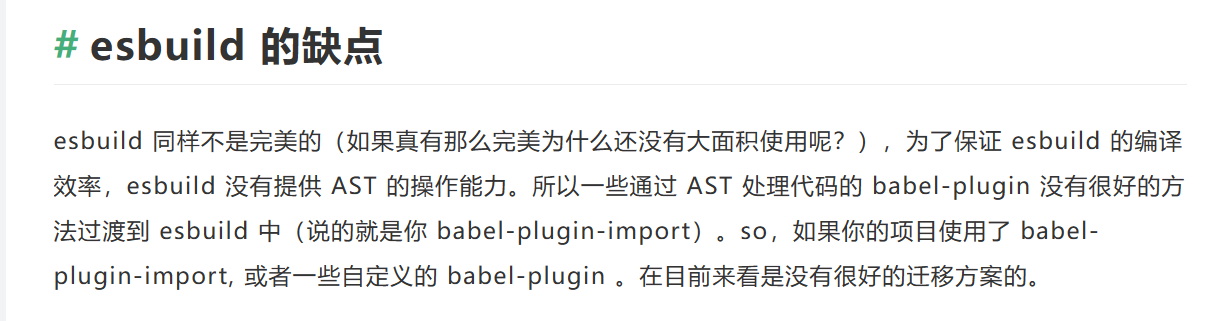 # esbuild 的缺点
esbuild 同样不是完美的（如果真有那么完美为什么还没有大面积使用呢？），为了保证 esbuild 的编译
效率，esbuild 没有提供 AST 的操作能力。所以一些通过 AST 处理代码的 babel-plugin 没有很好的方
法过渡到 esbuild 中（说的就是你 babel-plugin-import）。so，如果你的项目使用了 babel-
plugin-import, 或者一些自定义的 babel-plugin 。在目前来看是没有很好的迁移方案的。